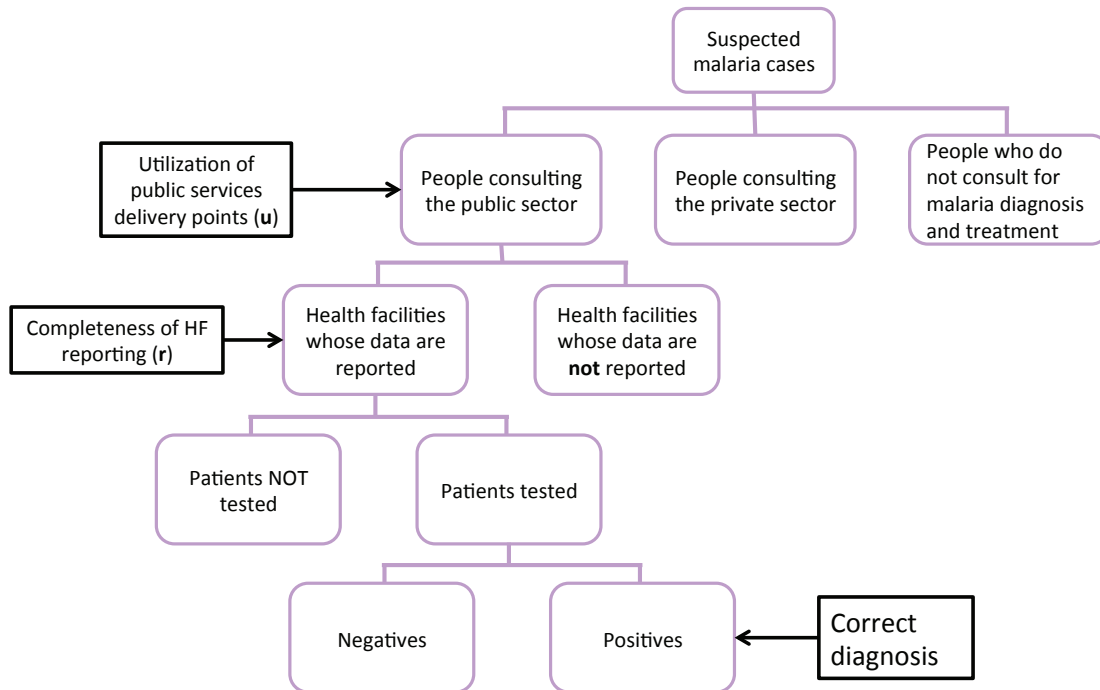 Suspected
malaria cases
Utilization of
public services
delivery points (u)
People consulting
the public sector
People consulting
the private sector
People who do
not consult for
malaria diagnosis
and treatment
Completeness of HF
reporting (r)
Health facilities
whose data are
reported
Health facilities
whose data are
not reported
Patients NOT
tested
Patients tested
Negatives
Positives
Correct
diagnosis